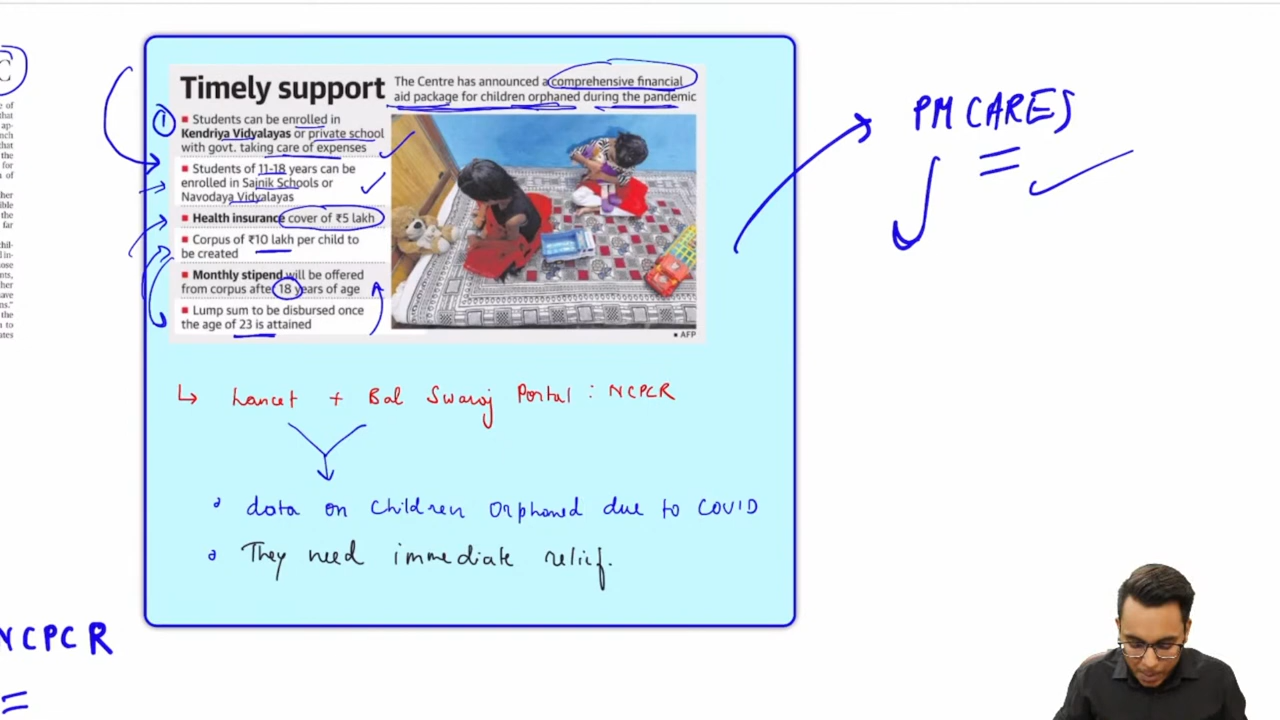 Timely support
The Centre has announced a comprehensive financial
aid package for children orphaned during the pandemic
① ■ Students can be enrolled in
Kendriya Vidyalayas or private school
with govt. taking care of expenses
■ Students of 11-18 years can be
enrolled in Sainik Schools or
Navodaya Vidyalayas
■ Health insurance cover of ₹5 lakh
■ Corpus of ₹10 lakh per child to
be created
■ Monthly stipend will be offered
from corpus after 18 years of age
■ Lump sum to be disbursed once
the age of 23 is attained
■ AFP
PM CARES
Lancet + Bal Swaraj Portal : NCPCR
data on Children Orphaned due to COVID
They need immediate relief.
NCPCR